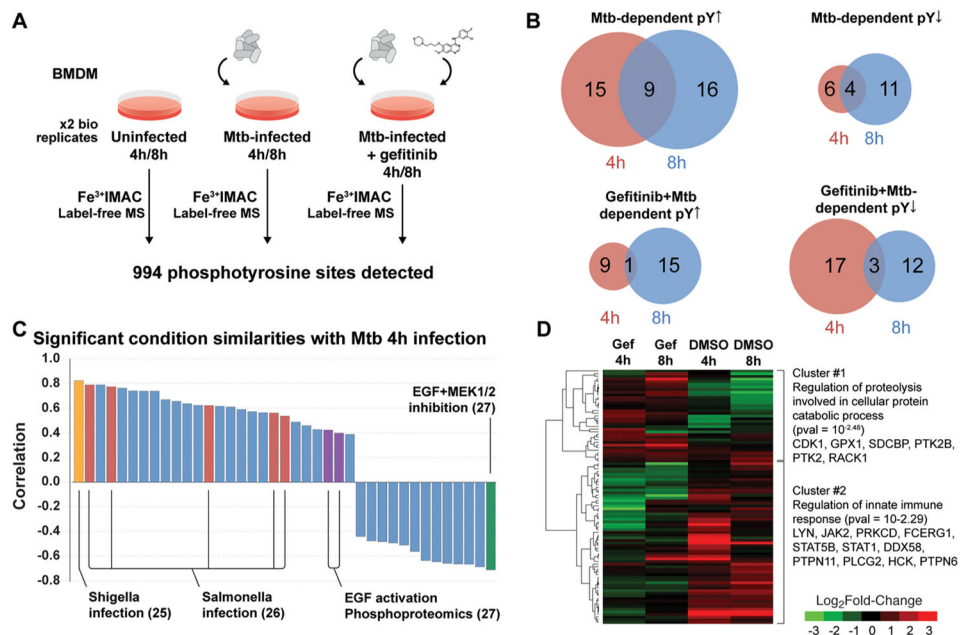 A
BMDM
x2 bio
replicates
Uninfected
4h/8h
Mtb-infected
4h/8h
Mtb-infected
+ gefitinib
4h/8h
Fe³⁺IMAC
Label-free MS
Fe³⁺IMAC
Label-free MS
Fe³⁺IMAC
Label-free MS
994 phosphotyrosine sites detected
B
Mtb-dependent pY↑
15
9
16
4h
8h
Mtb-dependent pY↓
6
4
11
4h
8h
Gefitinib+Mtb
dependent pY↑
9
1
15
4h
8h
Gefitinib+Mtb-
dependent pY↓
17
3
12
4h
8h
C
Significant condition similarities with Mtb 4h infection
Correlation
1.0
0.8
0.6
0.4
0.2
0.0
-0.2
-0.4
-0.6
-0.8
EGF+MEK1/2
inhibition (27)
Shigella
infection (25)
Salmonella
infection (26)
EGF activation
Phosphoproteomics (27)
D
Gef
4h
Gef
8h
DMSO
4h
DMSO
8h
Cluster #1
Regulation of proteolysis
involved in cellular protein
catabolic process
(pval = 10⁻²·⁴⁸)
CDK1, GPX1, SDCBP, PTK2B,
PTK2, RACK1
Cluster #2
Regulation of innate immune
response (pval = 10-2.29)
LYN, JAK2, PRKCD, FCERG1,
STAT5B, STAT1, DDX58,
PTPN11, PLCG2, HCK, PTPN6
Log₂Fold-Change
-3 -2 -1 0 1 2 3